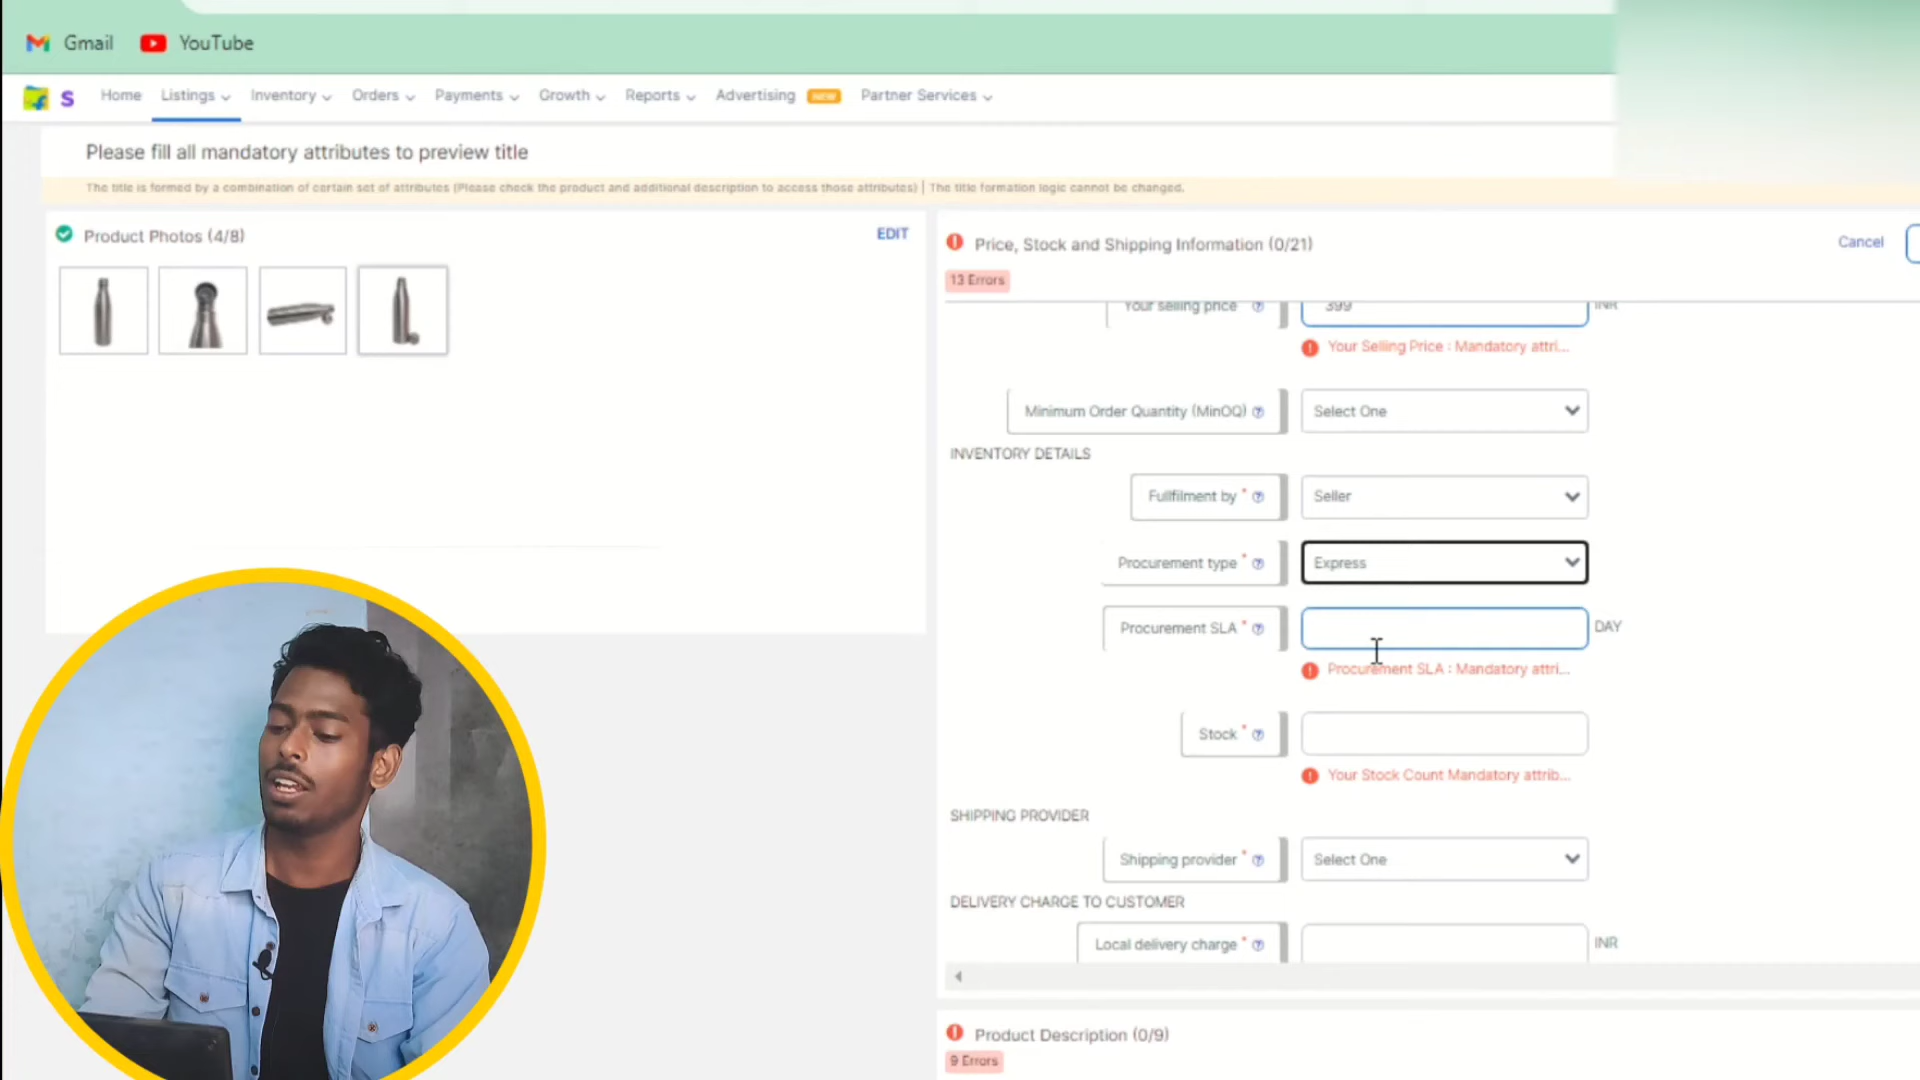 Gmail YouTube
Home Listings Inventory Orders Payments Growth Reports Advertising NEW Partner Services
Please fill all mandatory attributes to preview title
The title is formed by a combination of certain set of attributes (Please check the product and additional description to access those attributes) | The title formation logic cannot be changed.
Product Photos (4/8) EDIT
Price, Stock and Shipping Information (0/21) Cancel
13 Errors
Your selling price 399 INR
Your Selling Price : Mandatory attri...
Minimum Order Quantity (MinOQ) Select One
INVENTORY DETAILS
Fullfilment by * Seller
Procurement type * Express
Procurement SLA * DAY
Procurement SLA : Mandatory attri...
Stock *
Your Stock Count Mandatory attrib...
SHIPPING PROVIDER
Shipping provider * Select One
DELIVERY CHARGE TO CUSTOMER
Local delivery charge * INR
Product Description (0/9)
9 Errors